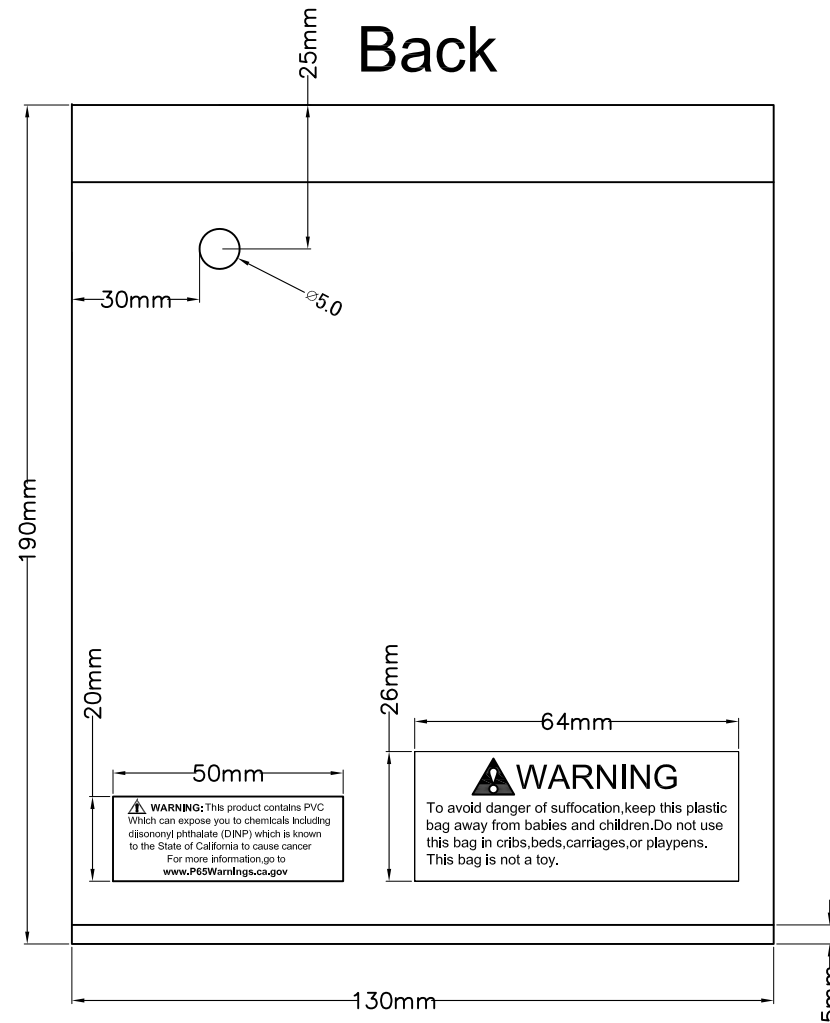 Back
25mm
30mm
⌀5.0
190mm
20mm
50mm
26mm
64mm
WARNING: This product contains PVC
Which can expose you to chemicals including
diisononyl phthalate (DINP) which is known
to the State of California to cause cancer
For more information,go to
www.P65Warnings.ca.gov
WARNING
To avoid danger of suffocation,keep this plastic
bag away from babies and children.Do not use
this bag in cribs,beds,carriages,or playpens.
This bag is not a toy.
130mm
5mm